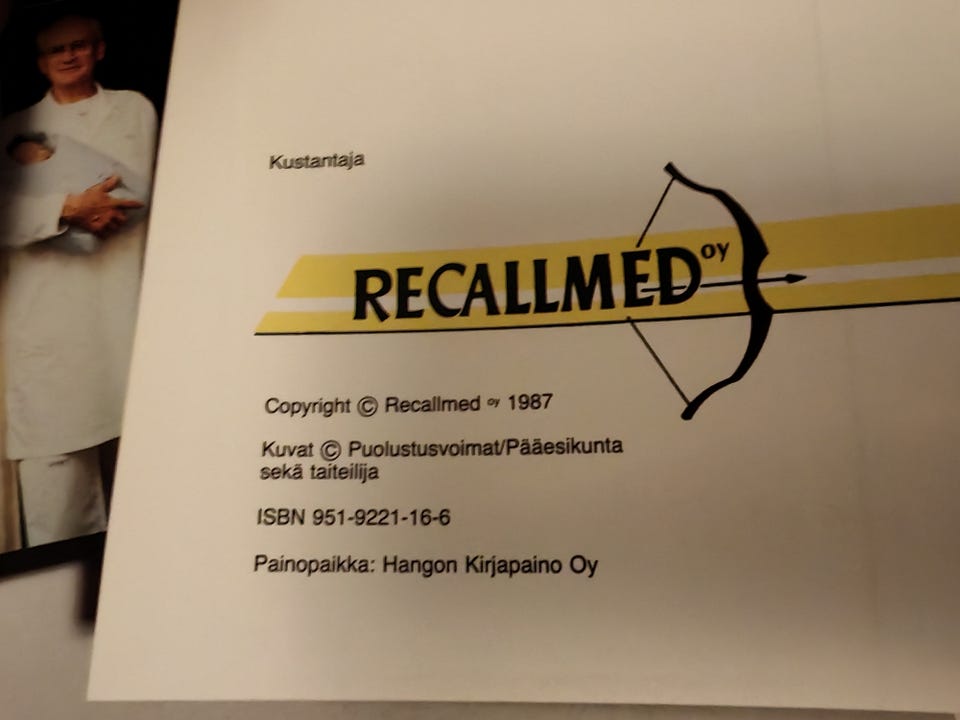 Kustantaja
RECALLMED oy
Copyright © Recallmed oy 1987
Kuvat © Puolustusvoimat/Pääesikunta
sekä taiteilija
ISBN 951-9221-16-6
Painopaikka: Hangon Kirjapaino Oy